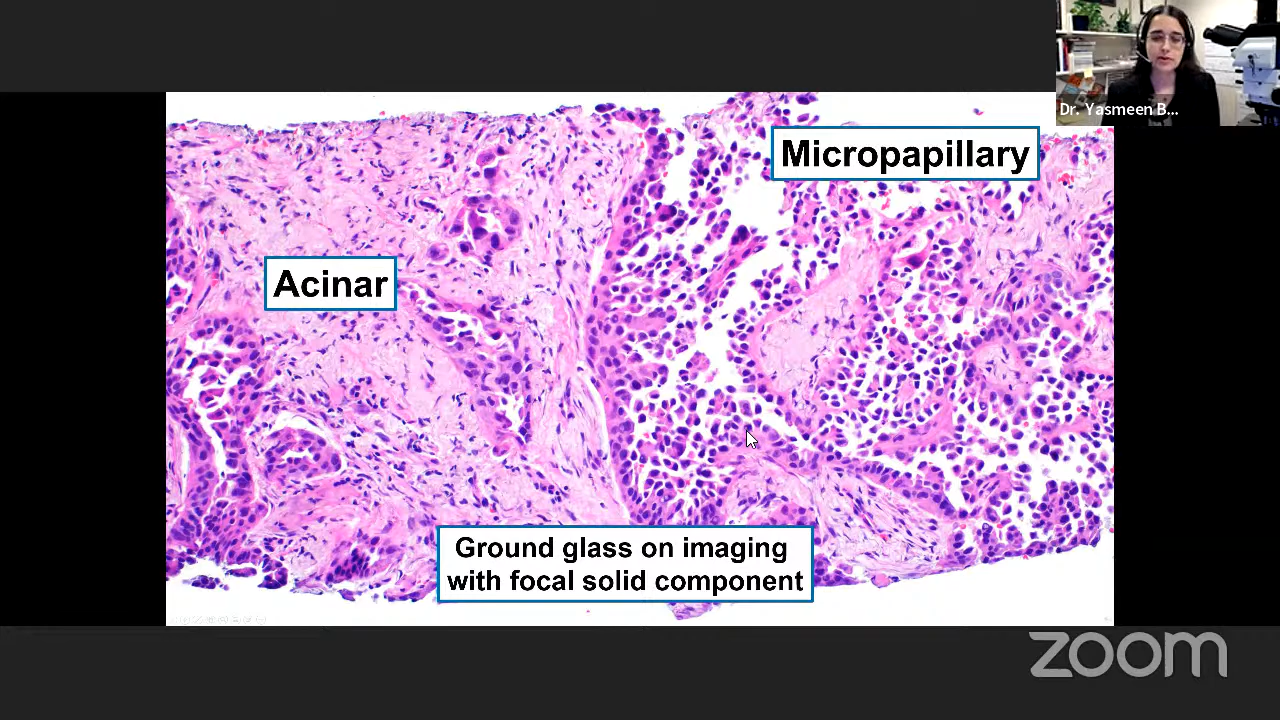 Dr. Yasmeen B...
Micropapillary
Acinar
Ground glass on imaging
with focal solid component
zoom